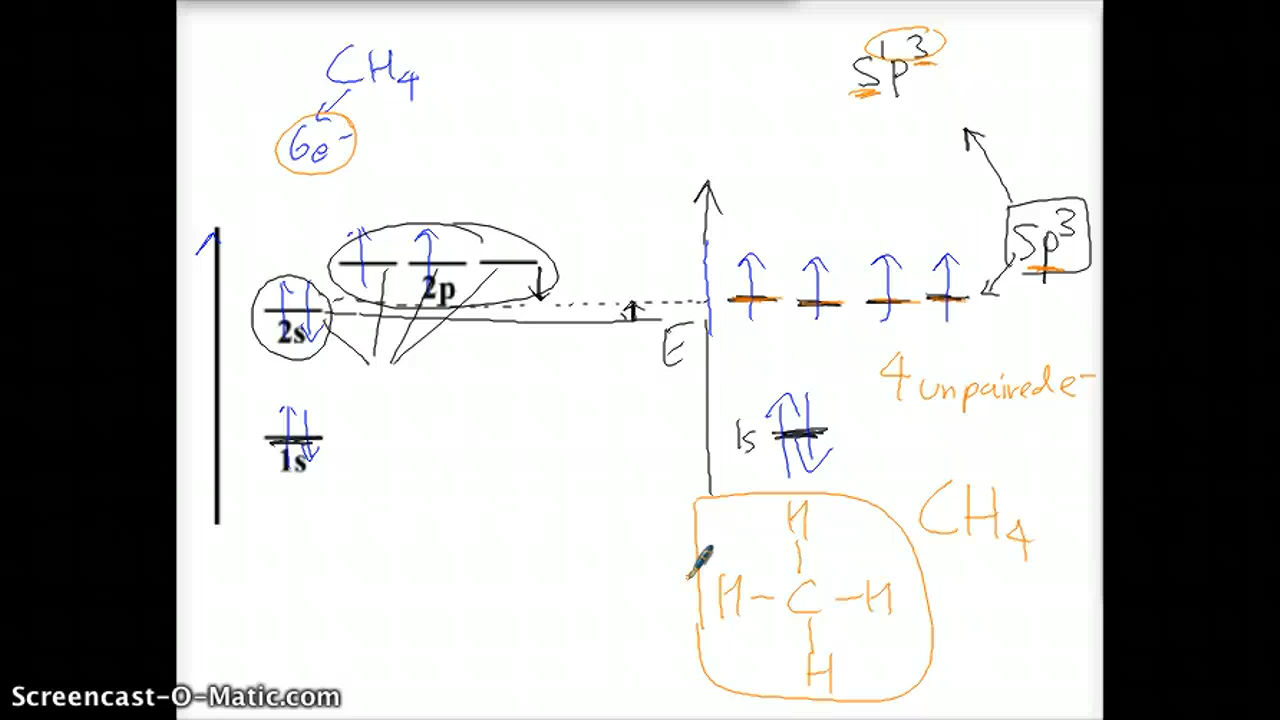 CH4
6e-
sp3
sp3
2p
2s
E
4 unpaired e-
1s
1s
CH4
H
H-C-H
H
Screencast-O-Matic.com